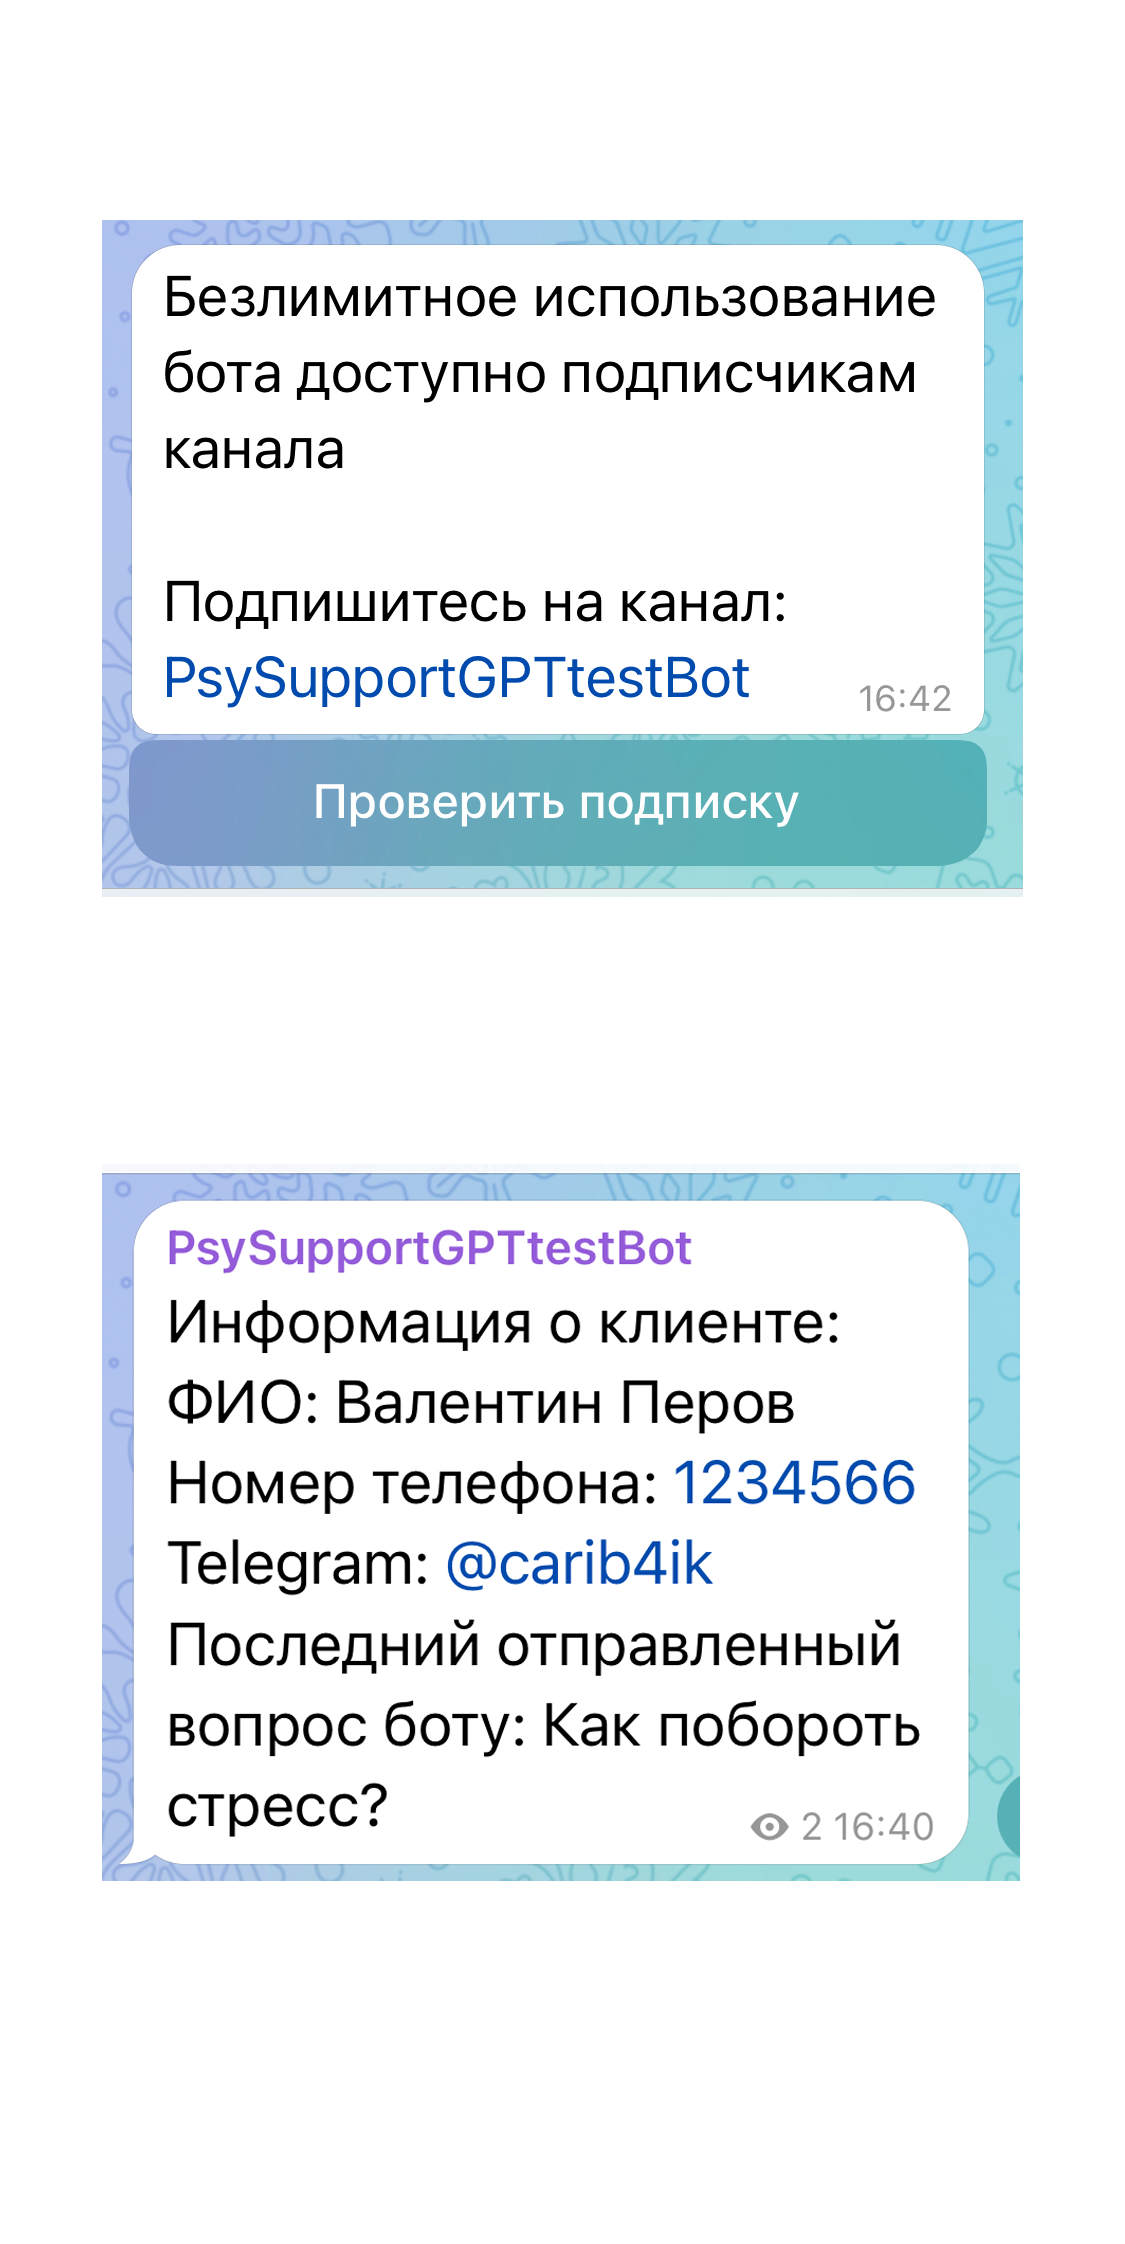 Безлимитное использование
бота доступно подписчикам
канала
Подпишитесь на канал:
PsySupportGPTtestBot
16:42
Проверить подписку
PsySupportGPTtestBot
Информация о клиенте:
ФИО: Валентин Перов
Номер телефона: 1234566
Telegram: @carib4ik
Последний отправленный
вопрос боту: Как побороть
стресс?
2 16:40